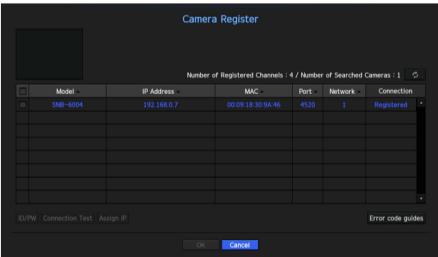 Camera Register
Number of Registered Channels : 4 / Number of Searched Cameras : 1
Model IP Address MAC Port Network Connection
SNB-6004 192.168.0.7 00:09:18:30:9A:46 4520 1 Registered
ID/PW Connection Test Assign IP Error code guides
OK Cancel